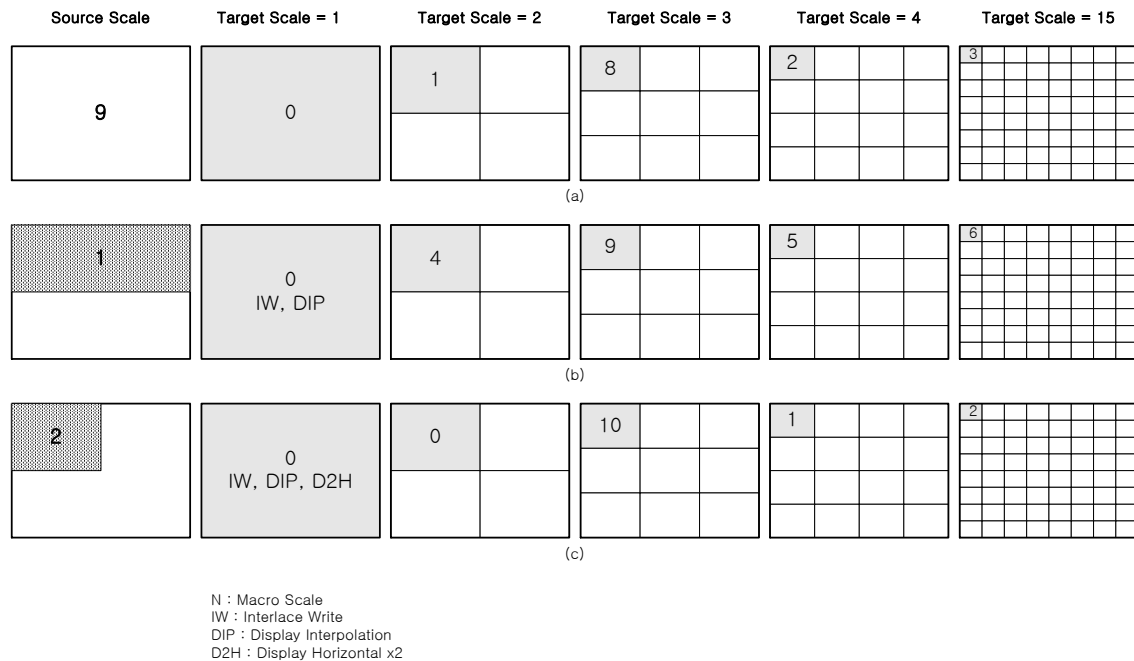 Source Scale Target Scale = 1 Target Scale = 2 Target Scale = 3 Target Scale = 4 Target Scale = 15
9 0 1 8 2 3
(a)
1 0 4 9 5 6
IW, DIP
(b)
2 0 0 10 1 2
IW, DIP, D2H
(c)
N : Macro Scale
IW : Interlace Write
DIP : Display Interpolation
D2H : Display Horizontal x2